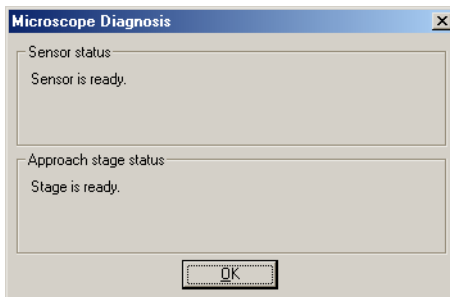 Microscope Diagnosis
Sensor status
Sensor is ready.
Approach stage status
Stage is ready.
OK